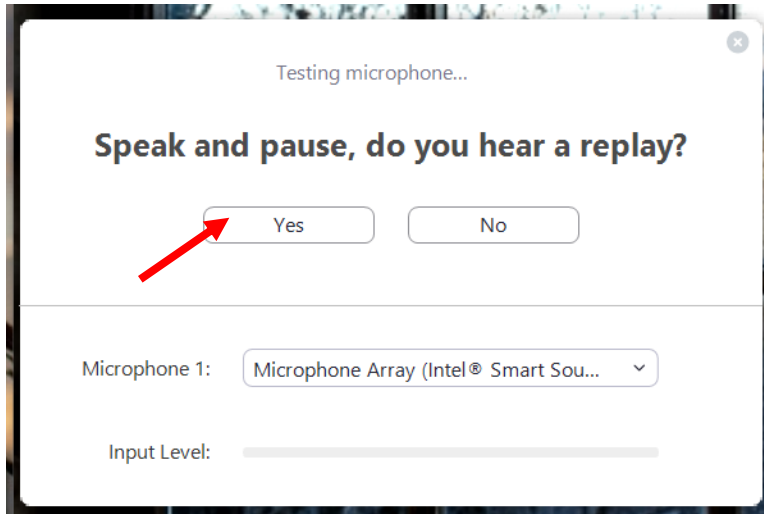 Testing microphone...
Speak and pause, do you hear a replay?
Yes No
Microphone 1: Microphone Array (Intel® Smart Sou...
Input Level: